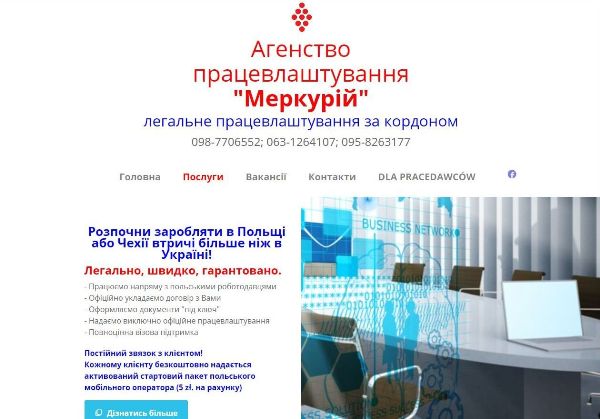 Агенство
працевлаштування
"Меркурій"
легальне працевлаштування за кордоном
098-7706552; 063-1264107; 095-8263177
Головна Послуги Вакансії Контакти DLA PRACEDAWCÓW
Розпочни заробляти в Польщі
або Чехії втричі більше ніж в
Україні!
Легально, швидко, гарантовано.
- Працюємо напряму з польськими роботодавцями
- Офіційно укладаємо договір з Вами
- Оформляємо документи "під ключ"
- Надаємо виключно офіційне працевлаштування
- Повноцінна візова підтримка
Постійний звязок з клієнтом!
Кожному клієнту безкоштовно надається
активований стартовий пакет польського
мобільного оператора (5 zł. на рахунку)
Дізнатись більше
BUSINESS NETWORK